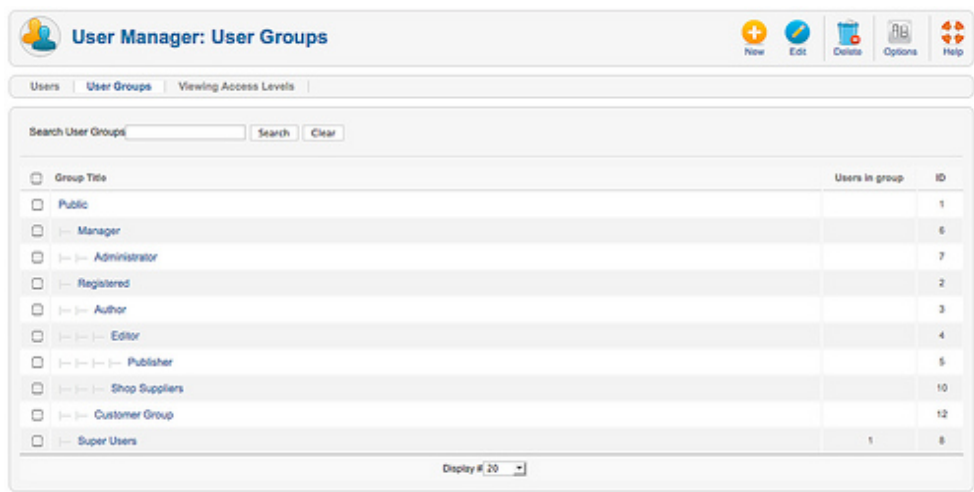 User Manager: User Groups
New Edit Delete Options Help
Users User Groups Viewing Access Levels
Search User Groups Search Clear
Group Title Users in group ID
Public 1
Manager 6
Administrator 7
Registered 2
Author 3
Editor 4
Publisher 5
Shop Suppliers 10
Customer Group 12
Super Users 1 8
Display # 20